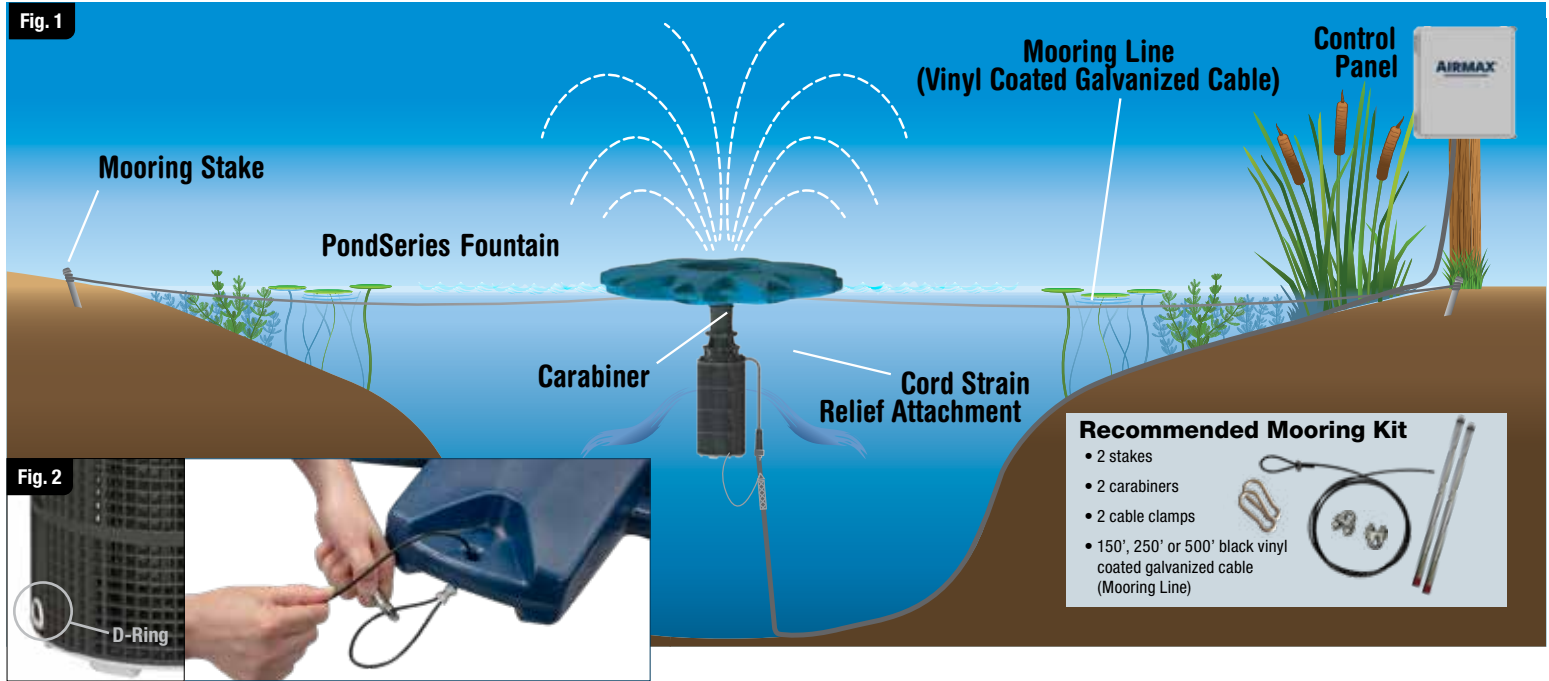 Fig. 1
Mooring Line
(Vinyl Coated Galvanized Cable)
Control
Panel
AIRMAX
Mooring Stake
PondSeries Fountain
Carabiner
Cord Strain
Relief Attachment
Recommended Mooring Kit
• 2 stakes
• 2 carabiners
• 2 cable clamps
• 150’, 250’ or 500’ black vinyl
coated galvanized cable
(Mooring Line)
Fig. 2
D-Ring